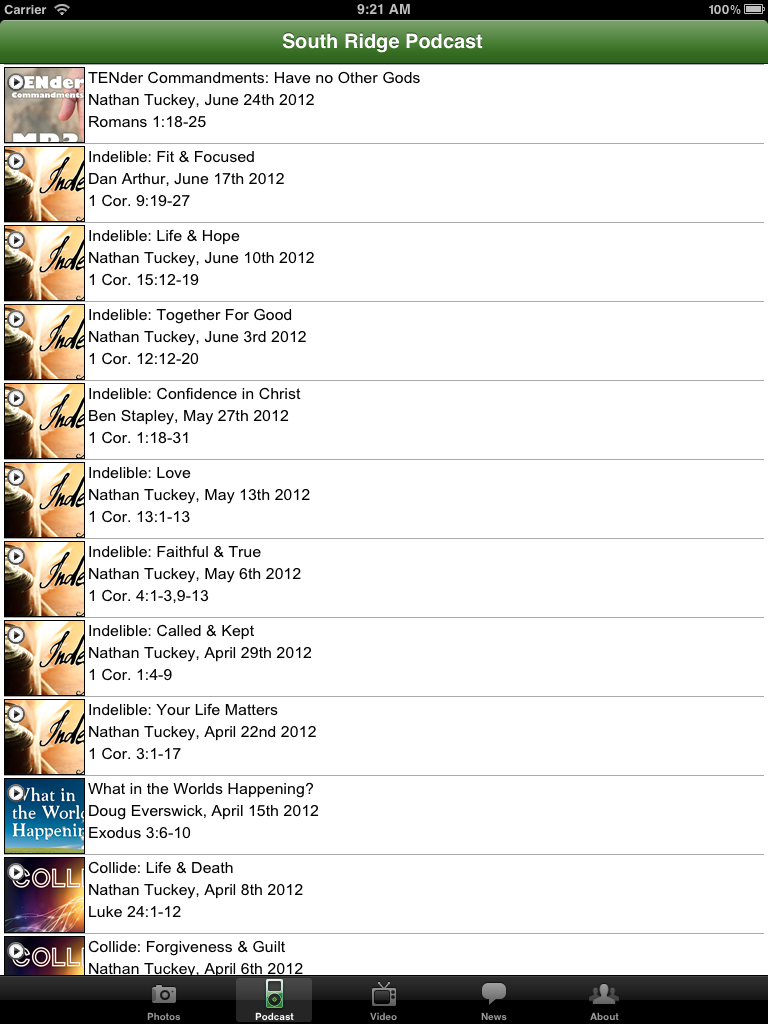 Carrier 9:21 AM 100%
South Ridge Podcast
TENder
Commandments
TENder Commandments: Have no Other Gods
Nathan Tuckey, June 24th 2012
Romans 1:18-25
Inde
Indelible: Fit & Focused
Dan Arthur, June 17th 2012
1 Cor. 9:19-27
Inde
Indelible: Life & Hope
Nathan Tuckey, June 10th 2012
1 Cor. 15:12-19
Inde
Indelible: Together For Good
Nathan Tuckey, June 3rd 2012
1 Cor. 12:12-20
Inde
Indelible: Confidence in Christ
Ben Stapley, May 27th 2012
1 Cor. 1:18-31
Inde
Indelible: Love
Nathan Tuckey, May 13th 2012
1 Cor. 13:1-13
Inde
Indelible: Faithful & True
Nathan Tuckey, May 6th 2012
1 Cor. 4:1-3,9-13
Inde
Indelible: Called & Kept
Nathan Tuckey, April 29th 2012
1 Cor. 1:4-9
Inde
Indelible: Your Life Matters
Nathan Tuckey, April 22nd 2012
1 Cor. 3:1-17
What in
the Worl
Happenin
What in the Worlds Happening?
Doug Everswick, April 15th 2012
Exodus 3:6-10
COLL
Collide: Life & Death
Nathan Tuckey, April 8th 2012
Luke 24:1-12
COLL
Collide: Forgiveness & Guilt
Nathan Tuckey, April 6th 2012
Photos Podcast Video News About